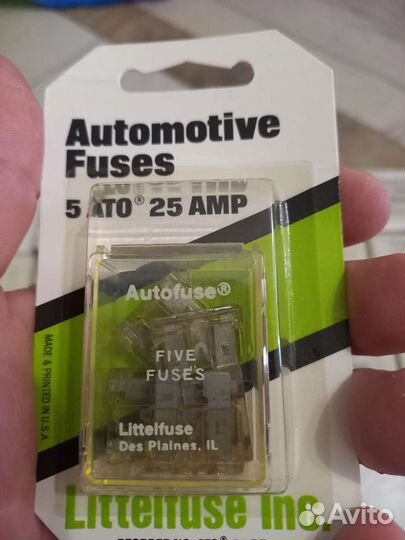 Automotive
Fuses
5 ATO® 25 AMP
Autofuse®
FIVE
FUSES
Littelfuse
Des Plaines, IL
MADE & PRINTED IN U.S.A.
Littelfuse Inc.
Avito